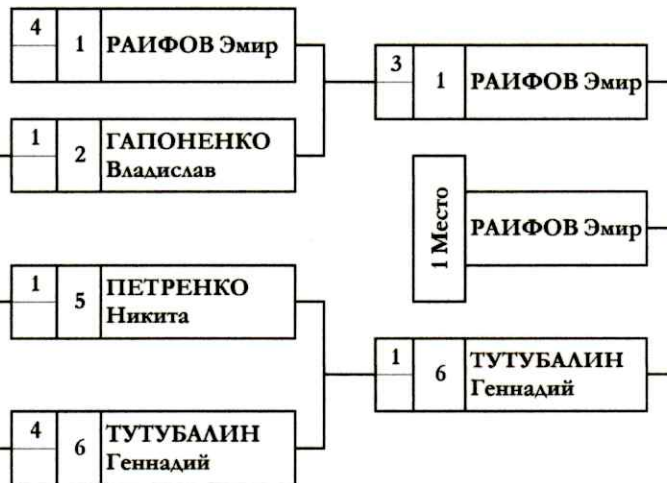 4
1
РАИФОВ Эмир
1
2
ГАПОНЕНКО
Владислав
1
5
ПЕТРЕНКО
Никита
4
6
ТУТУБАЛИН
Геннадий
3
1
РАИФОВ Эмир
1 Место
РАИФОВ Эмир
1
6
ТУТУБАЛИН
Геннадий